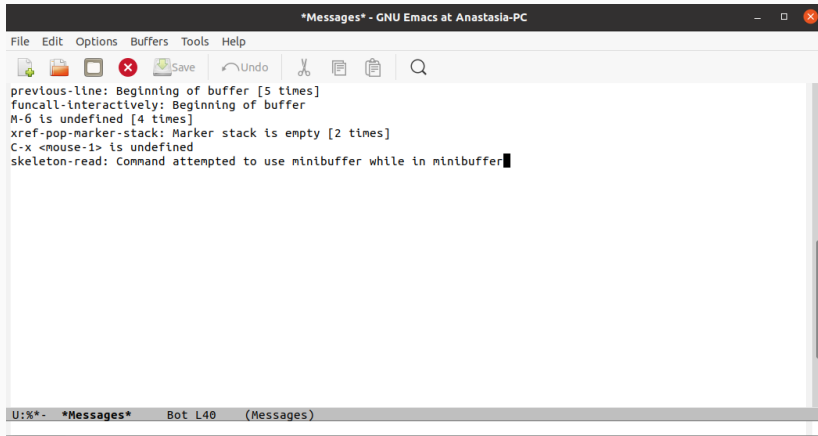 *Messages* - GNU Emacs at Anastasia-PC
File Edit Options Buffers Tools Help
Save Undo
previous-line: Beginning of buffer [5 times]
funcall-interactively: Beginning of buffer
M-б is undefined [4 times]
xref-pop-marker-stack: Marker stack is empty [2 times]
C-x <mouse-1> is undefined
skeleton-read: Command attempted to use minibuffer while in minibuffer
U:%*- *Messages* Bot L40 (Messages)